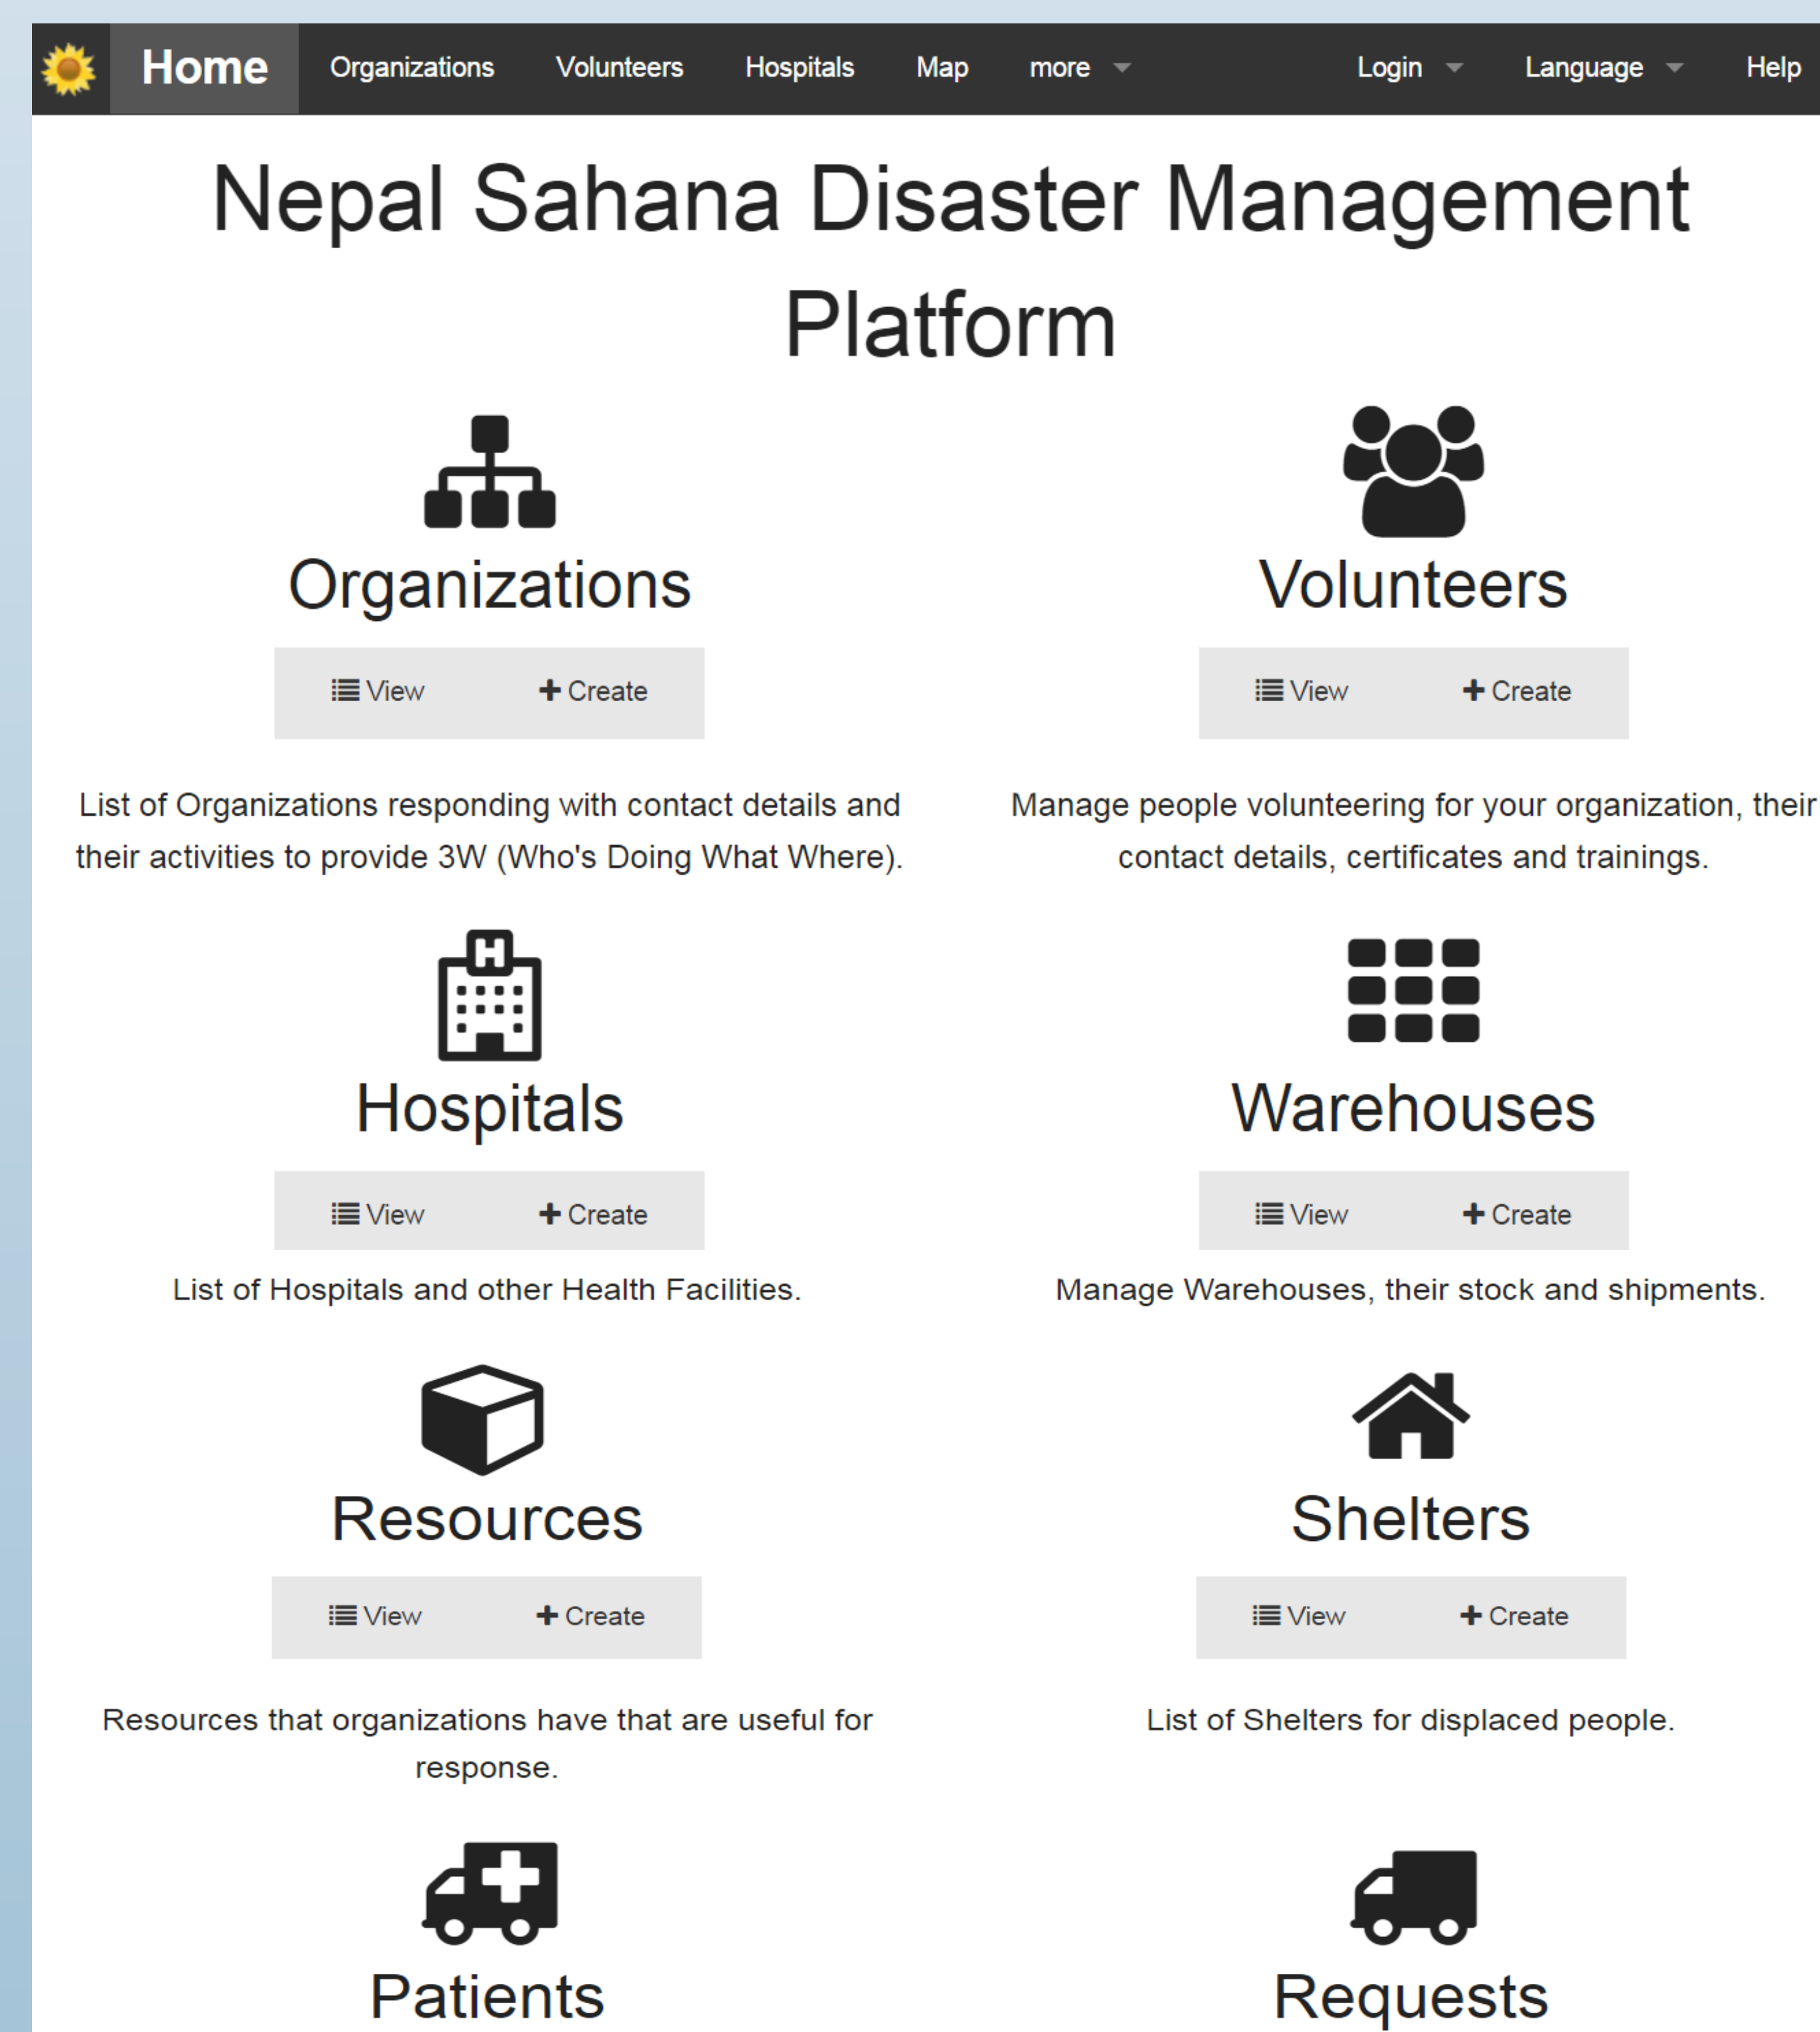 Home Organizations Volunteers Hospitals Map more Login Language Help
Nepal Sahana Disaster Management
Platform
Organizations
View Create
List of Organizations responding with contact details and
their activities to provide 3W (Who's Doing What Where).
Volunteers
View Create
Manage people volunteering for your organization, their
contact details, certificates and trainings.
H
Hospitals
View Create
List of Hospitals and other Health Facilities.
Warehouses
View Create
Manage Warehouses, their stock and shipments.
Resources
View Create
Resources that organizations have that are useful for
response.
Shelters
View Create
List of Shelters for displaced people.
Patients
Requests